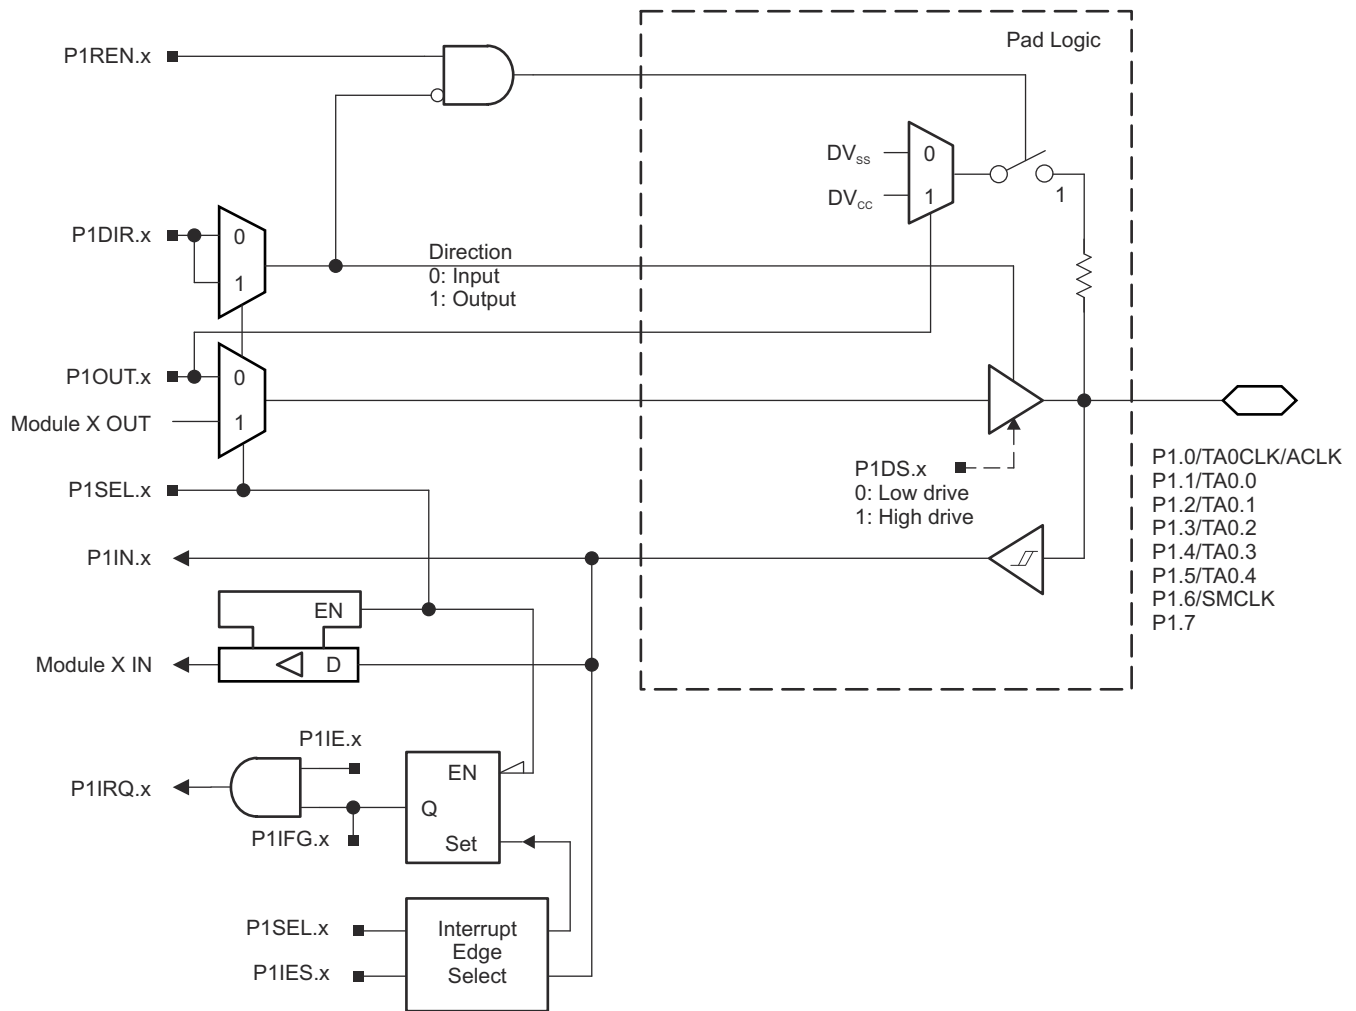 Pad Logic
P1REN.x
DVSS
0
DVCC
1
1
P1DIR.x
0
1
Direction
0: Input
1: Output
P1OUT.x
0
Module X OUT
1
P1SEL.x
P1DS.x
0: Low drive
1: High drive
P1.0/TA0CLK/ACLK
P1.1/TA0.0
P1.2/TA0.1
P1.3/TA0.2
P1.4/TA0.3
P1.5/TA0.4
P1.6/SMCLK
P1.7
P1IN.x
EN
Module X IN
D
P1IE.x
P1IRQ.x
EN
Q
P1IFG.x
Set
P1SEL.x
P1IES.x
Interrupt
Edge
Select